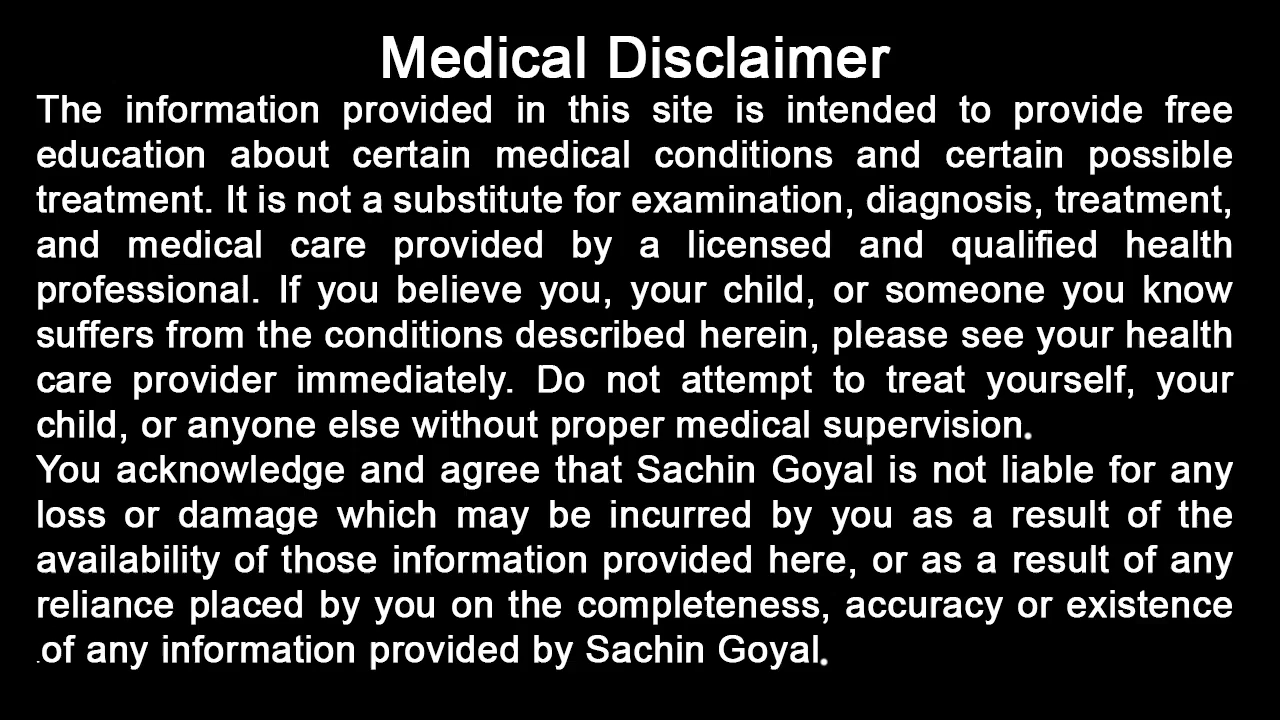 Medical Disclaimer
The information provided in this site is intended to provide free
education about certain medical conditions and certain possible
treatment. It is not a substitute for examination, diagnosis, treatment,
and medical care provided by a licensed and qualified health
professional. If you believe you, your child, or someone you know
suffers from the conditions described herein, please see your health
care provider immediately. Do not attempt to treat yourself, your
child, or anyone else without proper medical supervision.
You acknowledge and agree that Sachin Goyal is not liable for any
loss or damage which may be incurred by you as a result of the
availability of those information provided here, or as a result of any
reliance placed by you on the completeness, accuracy or existence
.of any information provided by Sachin Goyal.